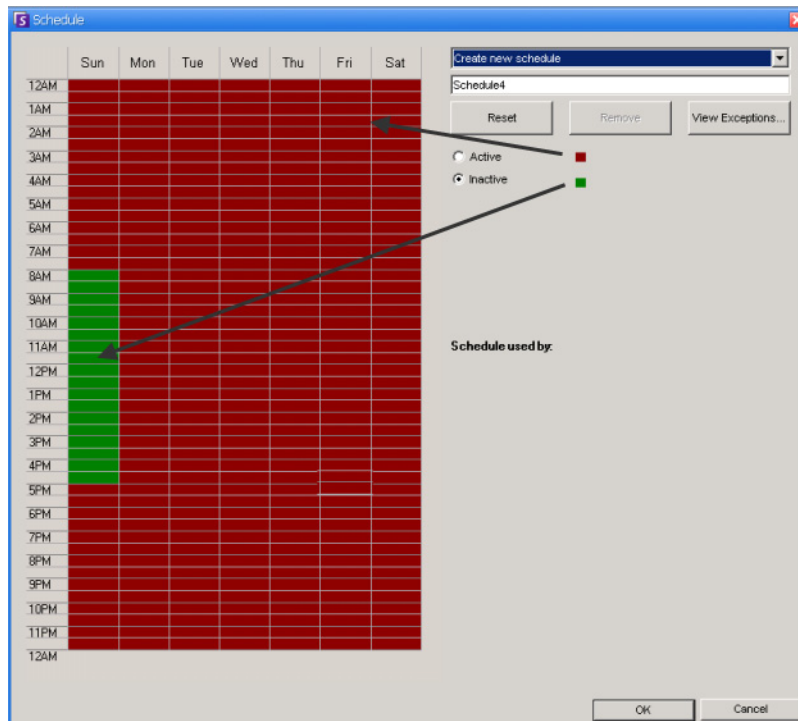 Schedule
Sun Mon Tue Wed Thu Fri Sat
12AM
1AM
2AM
3AM
4AM
5AM
6AM
7AM
8AM
9AM
10AM
11AM
12PM
1PM
2PM
3PM
4PM
5PM
6PM
7PM
8PM
9PM
10PM
11PM
12AM
Create new schedule
Schedule4
Reset Remove View Exceptions...
Active
Inactive
Schedule used by:
OK Cancel